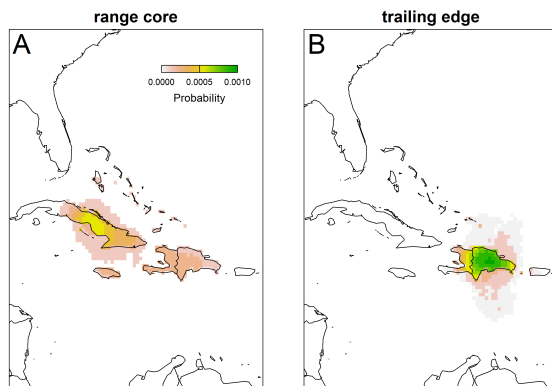 range core
trailing edge
A
B
0.0000 0.0005 0.0010
Probability